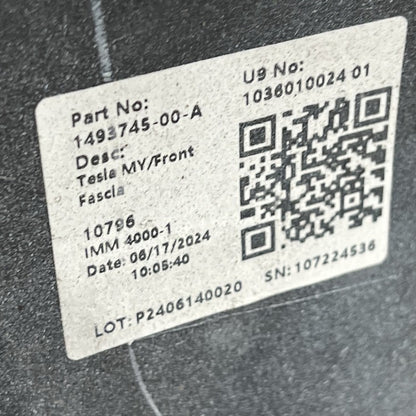 Part No:
1493745-00-A
Desc:
Tesla MY/Front
Fascia
10796
IMM 4000-1
Date: 06/17/2024
10:05:40
LOT: P2406140020
U9 No:
1036010024 01
SN: 107224536